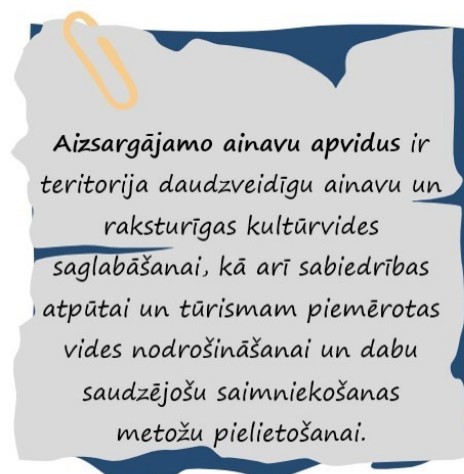 Aizsargājamo ainavu apvidus ir
teritorija daudzveidīgu ainavu un
raksturīgas kultūrvides
saglabāšanai, kā arī sabiedrības
atpūtai un tūrismam piemērotas
vides nodrošināšanai un dabu
saudzējošu saimniekošanas
metožu pielietošanai.